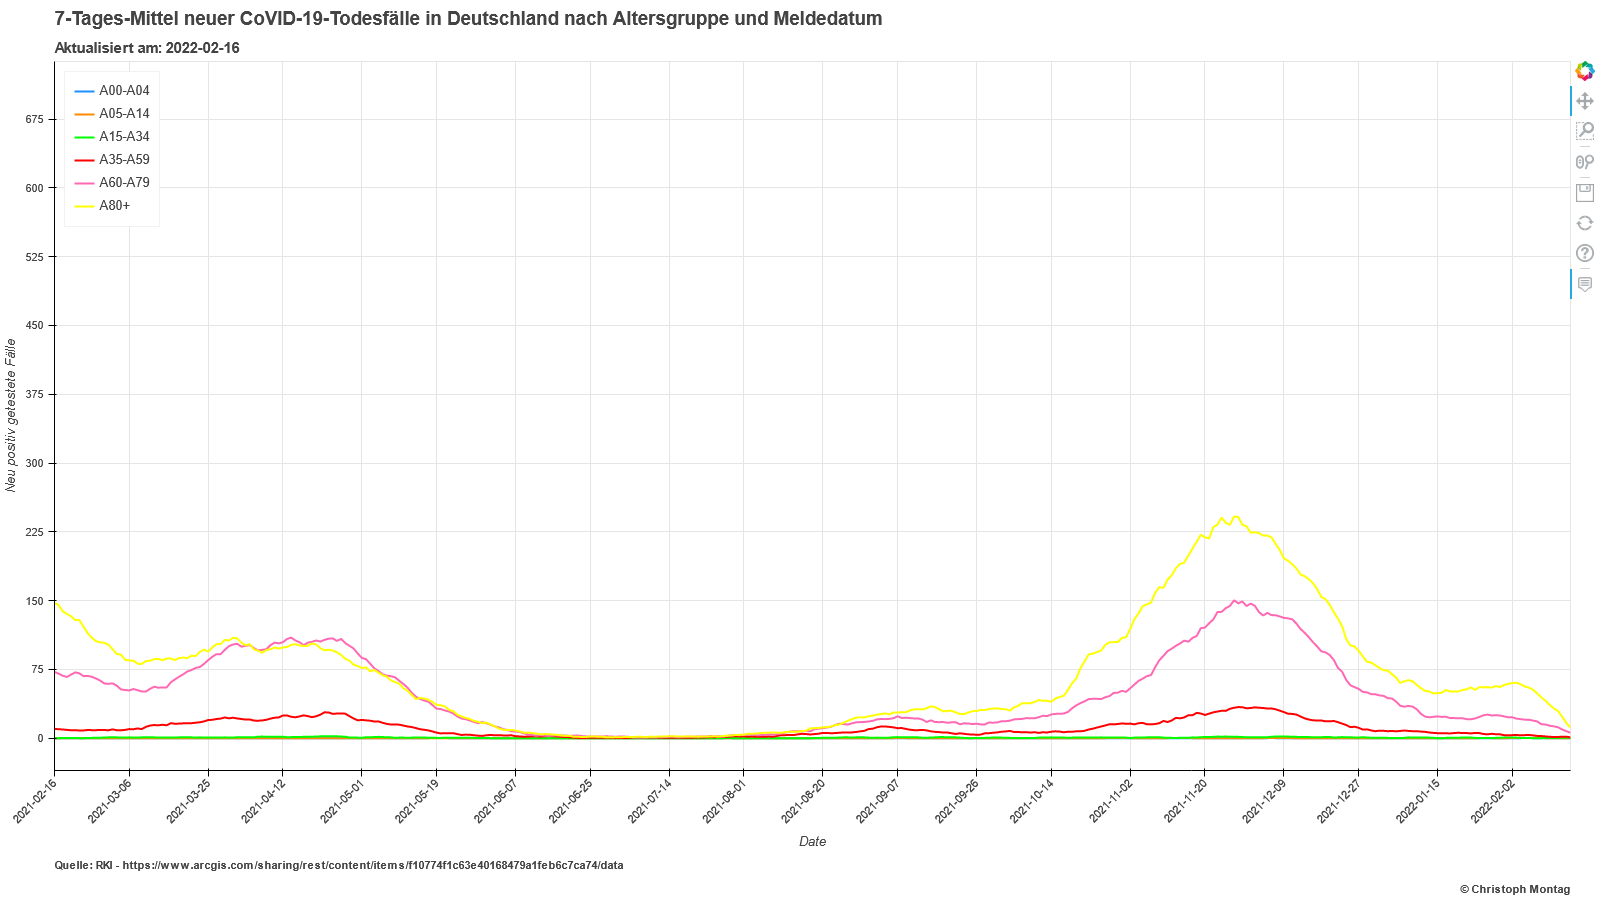 7-Tages-Mittel neuer CoVID-19-Todesfälle in Deutschland nach Altersgruppe und Meldedatum
Aktualisiert am: 2022-02-16
A00-A04
A05-A14
A15-A34
A35-A59
A60-A79
A80+
675
600
525
450
375
300
225
150
75
0
Neu positiv getestete Fälle
2021-02-16
2021-03-06
2021-03-25
2021-04-12
2021-05-01
2021-05-19
2021-06-07
2021-06-25
2021-07-14
2021-08-01
2021-08-20
2021-09-07
2021-09-26
2021-10-14
2021-11-02
2021-11-20
2021-12-09
2021-12-27
2022-01-15
2022-02-02
Date
Quelle: RKI - https://www.arcgis.com/sharing/rest/content/items/f10774f1c63e40168479a1feb6c7ca74/data
© Christoph Montag